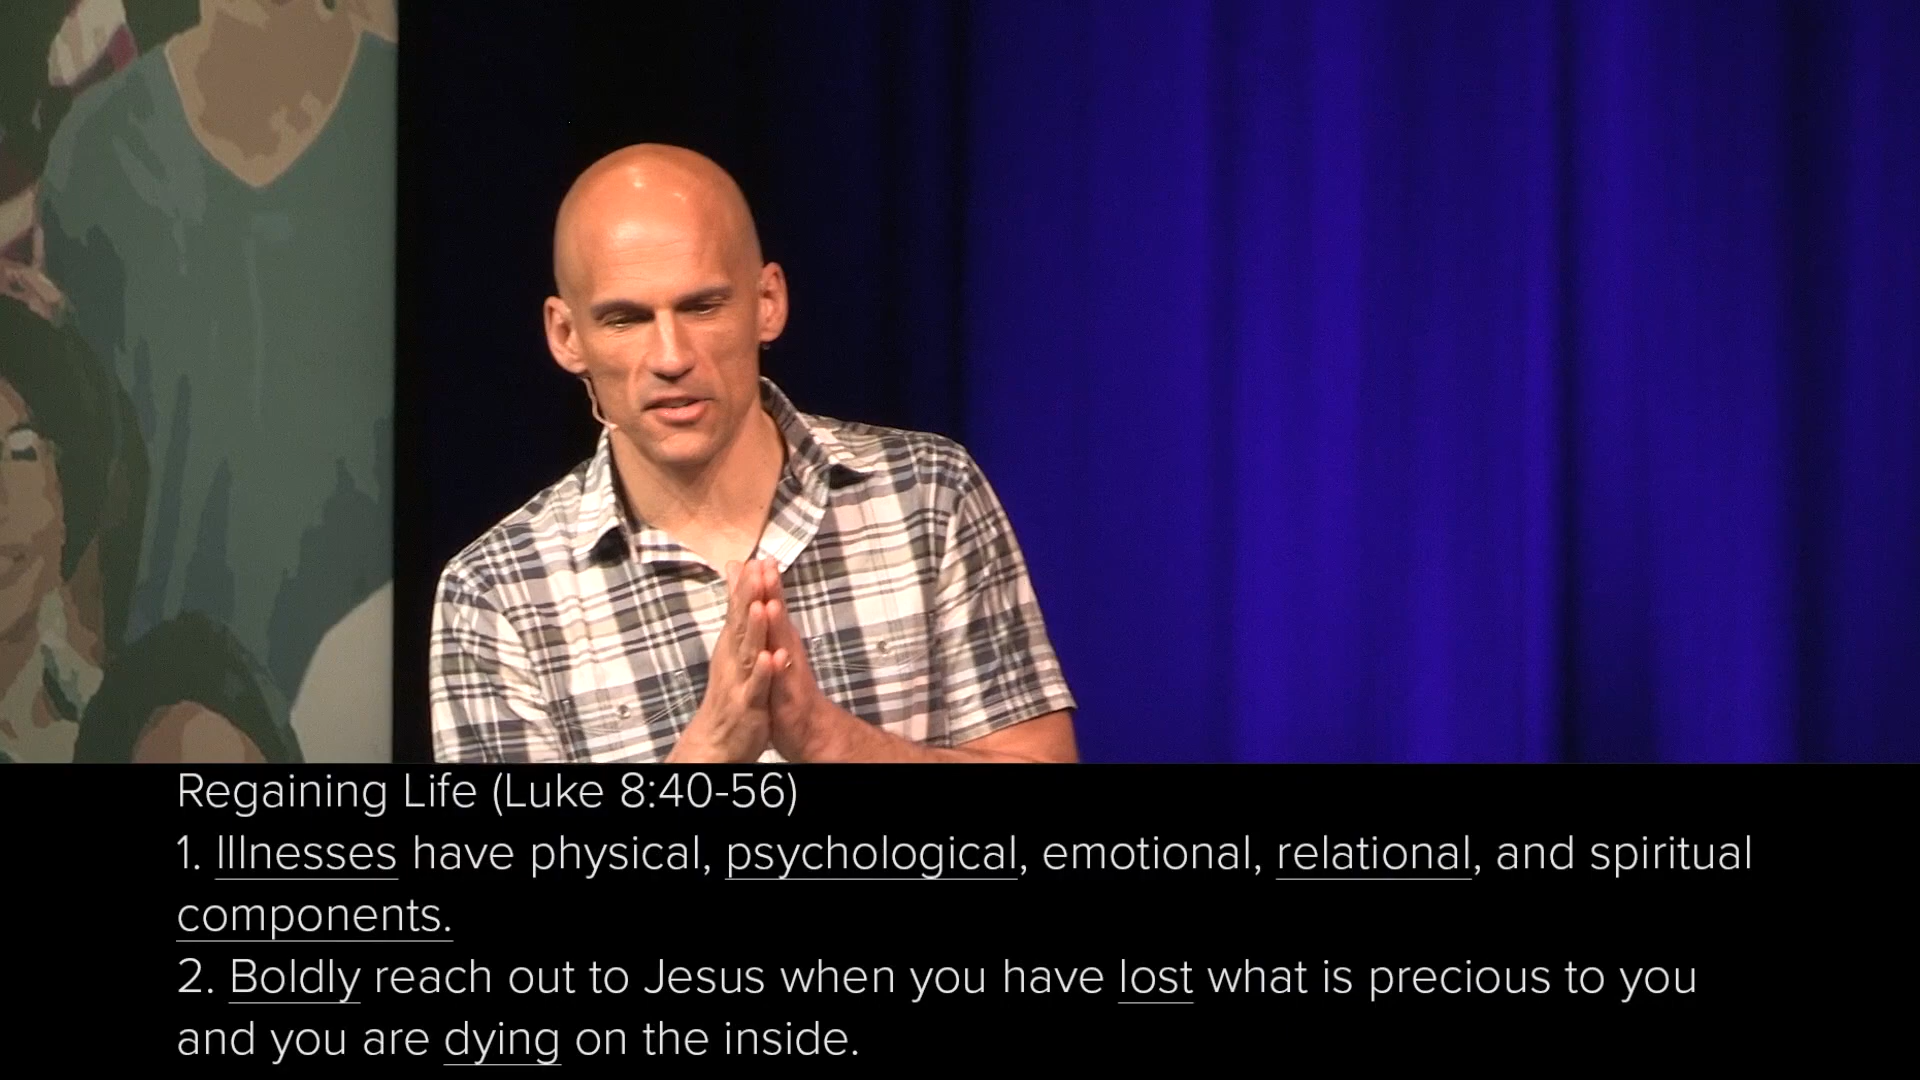 Regaining Life (Luke 8:40-56)
1. Illnesses have physical, psychological, emotional, relational, and spiritual
components.
2. Boldly reach out to Jesus when you have lost what is precious to you
and you are dying on the inside.